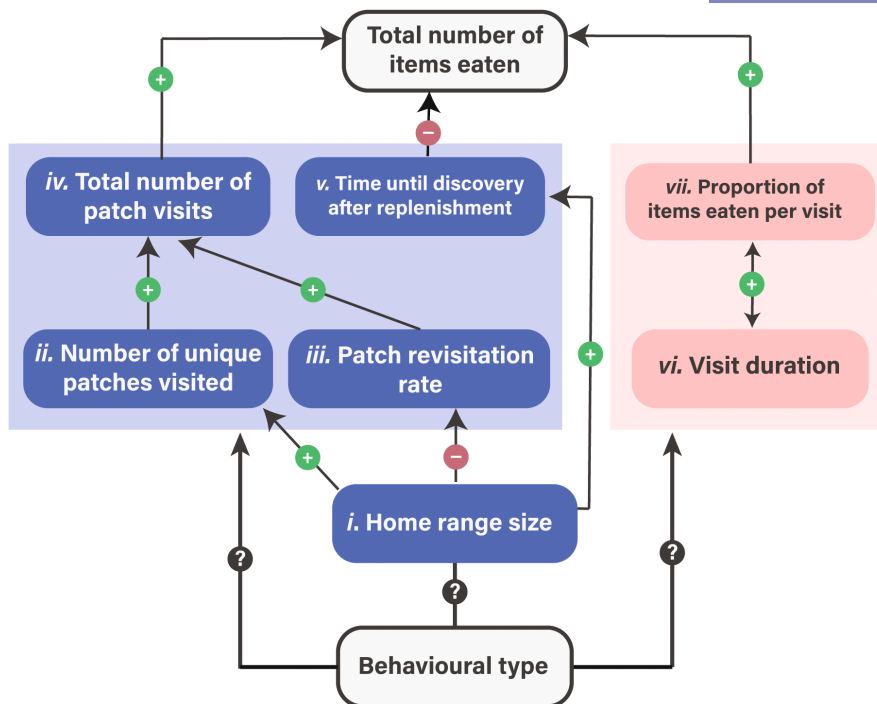 Total number of
items eaten
+
+
−
iv. Total number of
patch visits
v. Time until discovery
after replenishment
vii. Proportion of
items eaten per visit
+
+
+
ii. Number of unique
patches visited
iii. Patch revisitation
rate
+
vi. Visit duration
+
−
i. Home range size
?
?
?
Behavioural type